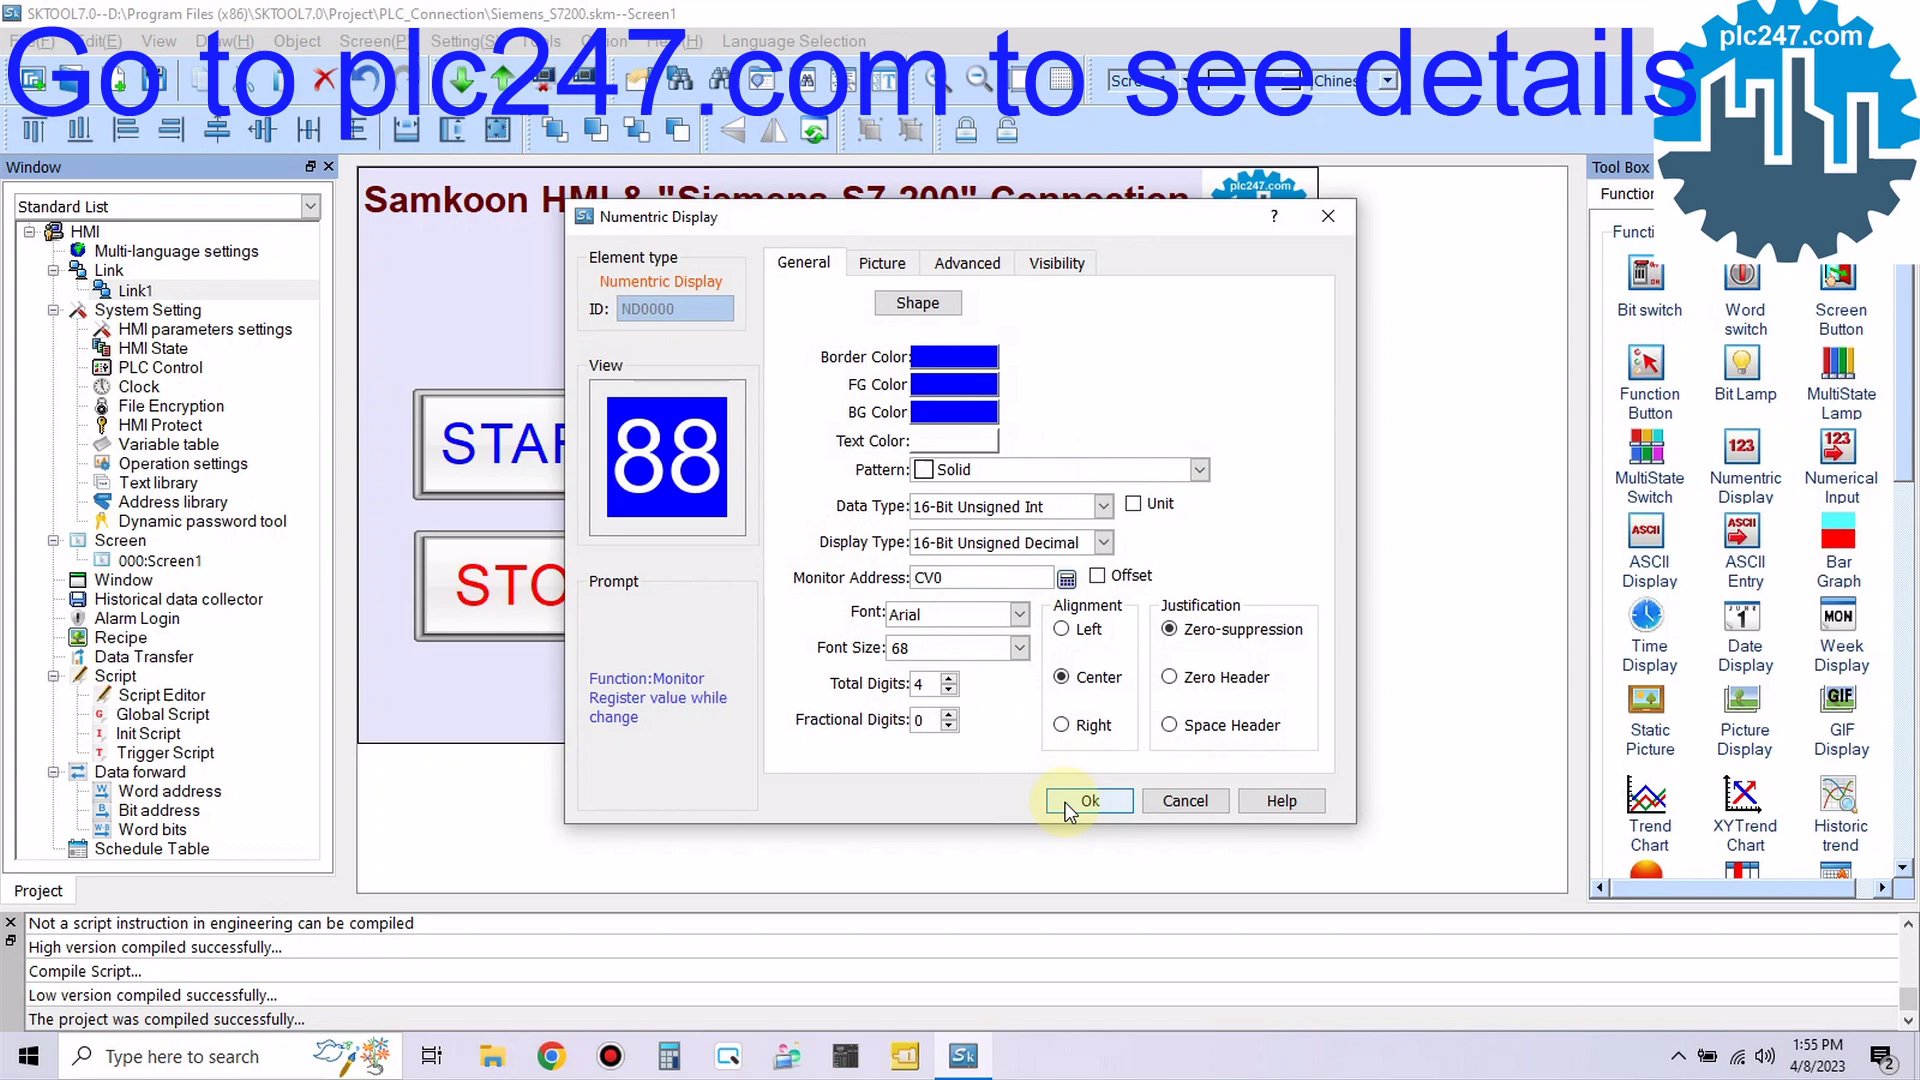 SKTOOL7.0--D:\Program Files (x86)\SKTOOL7.0\Project\PLC_Connection\Siemens_S7200.skm--Screen1
View Object Screen(P) Language Selection
Go to plc247.com to see details
plc247.com
Chinese
Window
Standard List
HMI
Multi-language settings
Link
Link1
System Setting
HMI parameters settings
HMI State
PLC Control
Clock
File Encryption
HMI Protect
Variable table
Operation settings
Text library
Address library
Dynamic password tool
Screen
000:Screen1
Window
Historical data collector
Alarm Login
Recipe
Data Transfer
Script
Script Editor
Global Script
Init Script
Trigger Script
Data forward
Word address
Bit address
Word bits
Schedule Table
Project
Samkoon HMI & "Siemens S7-200" Connection
plc247.com
STAR
STO
Numentric Display
?
Element type
Numentric Display
ID: ND0000
View
88
Prompt
Function:Monitor
Register value while
change
General Picture Advanced Visibility
Shape
Border Color:
FG Color
BG Color
Text Color:
Pattern: Solid
Data Type: 16-Bit Unsigned Int Unit
Display Type: 16-Bit Unsigned Decimal
Monitor Address: CV0 Offset
Font: Arial
Font Size: 68
Total Digits: 4
Fractional Digits: 0
Alignment
Left
Center
Right
Justification
Zero-suppression
Zero Header
Space Header
Ok Cancel Help
Tool Box
Functi
Bit switch
Word
switch
Screen
Button
Function
Button
Bit Lamp
MultiState
Lamp
MultiState
Switch
Numentric
Display
Numerical
Input
ASCII
Display
ASCII
Entry
Bar
Graph
Time
Display
Date
Display
Week
Display
Static
Picture
Picture
Display
GIF
Display
Trend
Chart
XYTrend
Chart
Historic
trend
Not a script instruction in engineering can be compiled
High version compiled successfully...
Compile Script...
Low version compiled successfully...
The project was compiled successfully...
Type here to search
1:55 PM
4/8/2023
2